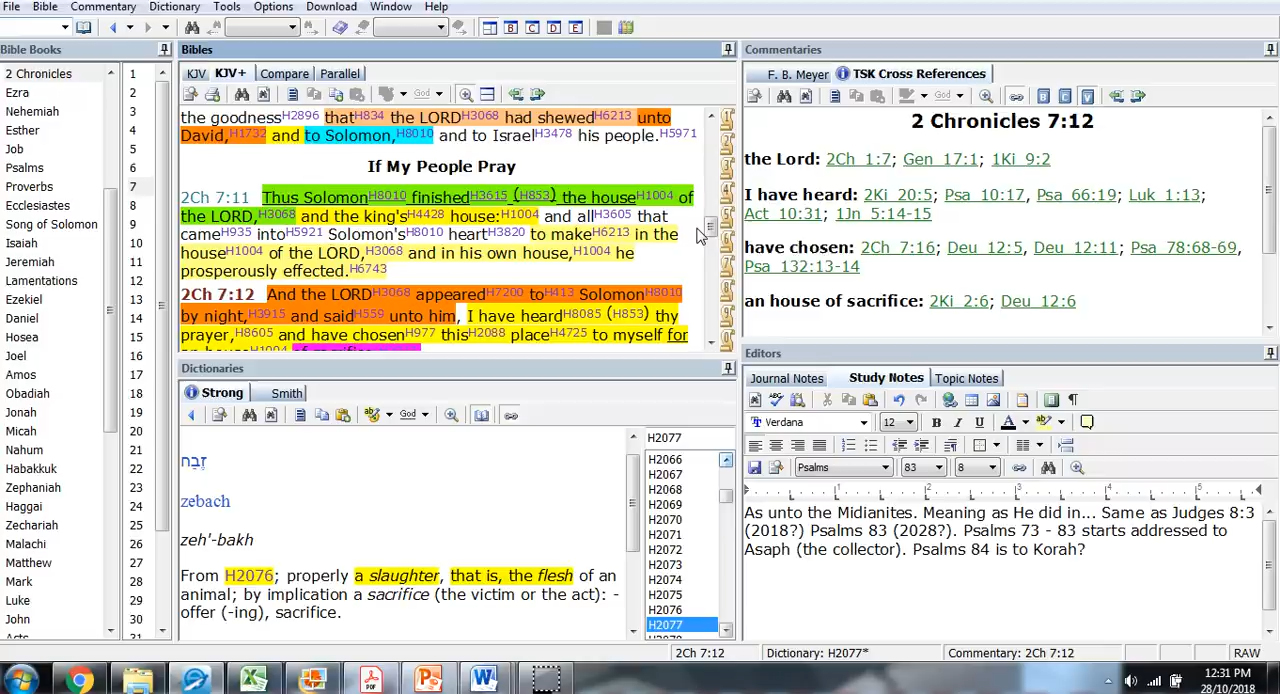 File Bible Commentary Dictionary Tools Options Download Window Help
Bible Books
2 Chronicles
Ezra
Nehemiah
Esther
Job
Psalms
Proverbs
Ecclesiastes
Song of Solomon
Isaiah
Jeremiah
Lamentations
Ezekiel
Daniel
Hosea
Joel
Amos
Obadiah
Jonah
Micah
Nahum
Habakkuk
Zephaniah
Haggai
Zechariah
Malachi
Matthew
Mark
Luke
John
Acts
1
2
3
4
5
6
7
8
9
10
11
12
13
14
15
16
17
18
19
20
21
22
23
24
25
26
27
28
29
30
31
Bibles
KJV KJV+ Compare Parallel
God
the goodnessH2896 thatH834 the LORDH3068 had shewedH6213 unto
David,H1732 and to Solomon,H8010 and to IsraelH3478 his people.H5971
If My People Pray
2Ch 7:11 Thus SolomonH8010 finishedH3615 (H853) the houseH1004 of
the LORD,H3068 and the king'sH4428 house:H1004 and allH3605 that
cameH935 intoH5921 Solomon'sH8010 heartH3820 to makeH6213 in the
houseH1004 of the LORD,H3068 and in his own house,H1004 he
prosperously effected.H6743
2Ch 7:12 And the LORDH3068 appearedH7200 toH413 SolomonH8010
by night,H3915 and saidH559 unto him, I have heardH8085 (H853) thy
prayer,H8605 and have chosenH977 thisH2088 placeH4725 to myself for
an houseH1004 of sacrifice
Dictionaries
Strong Smith
God
זֶבַח
zebach
zeh'-bakh
From H2076; properly a slaughter, that is, the flesh of an
animal; by implication a sacrifice (the victim or the act): -
offer (-ing), sacrifice.
H2077
H2066
H2067
H2068
H2069
H2070
H2071
H2072
H2073
H2074
H2075
H2076
H2077
Commentaries
F. B. Meyer TSK Cross References
God
2 Chronicles 7:12
the Lord: 2Ch 1:7; Gen 17:1; 1Ki 9:2
I have heard: 2Ki 20:5; Psa 10:17, Psa 66:19; Luk 1:13;
Act 10:31; 1Jn 5:14-15
have chosen: 2Ch 7:16; Deu 12:5, Deu 12:11; Psa 78:68-69,
Psa 132:13-14
an house of sacrifice: 2Ki 2:6; Deu 12:6
Editors
Journal Notes Study Notes Topic Notes
Verdana 12 B I U A
Psalms 83 8
1 2 3 4 5
As unto the Midianites. Meaning as He did in... Same as Judges 8:3
(2018?) Psalms 83 (2028?). Psalms 73 - 83 starts addressed to
Asaph (the collector). Psalms 84 is to Korah?
2Ch 7:12 Dictionary: H2077* Commentary: 2Ch 7:12 RAW
12:31 PM
28/10/2018